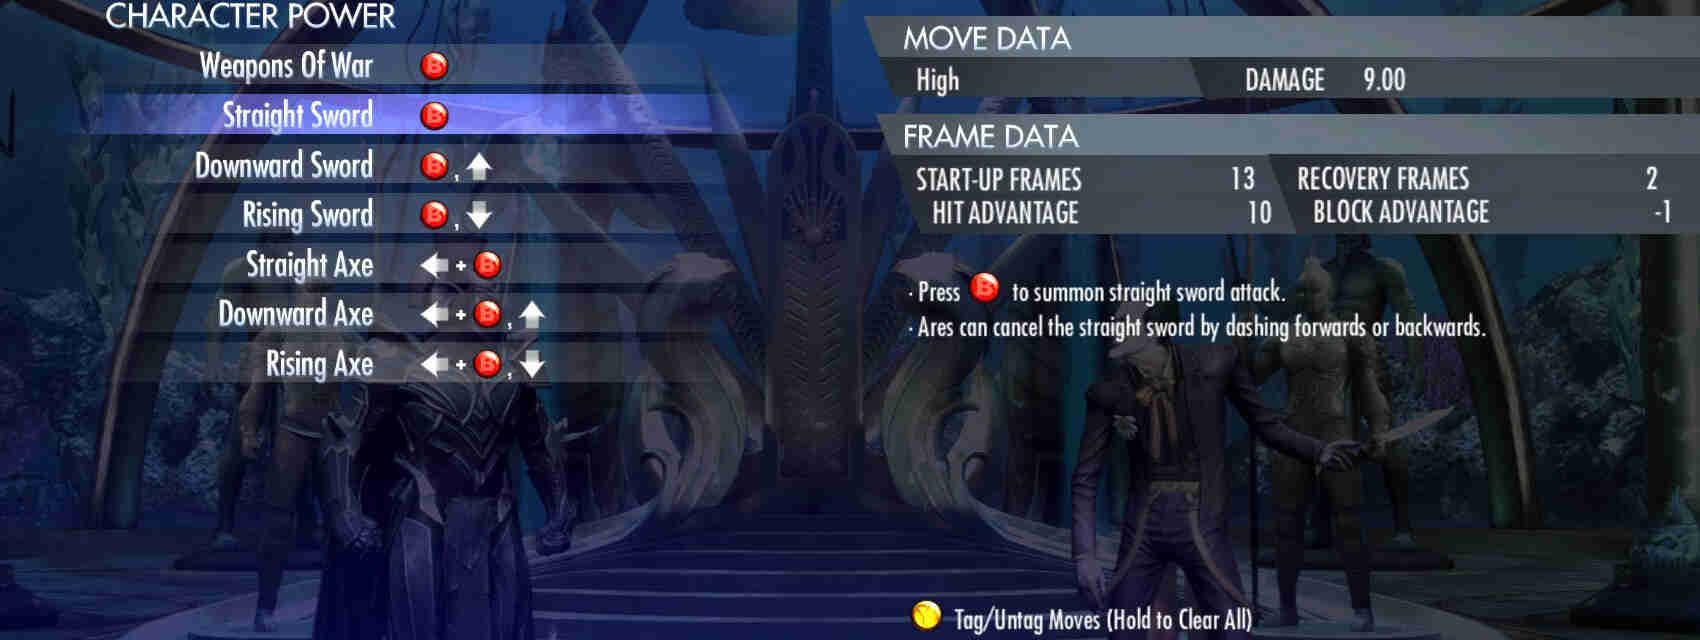 CHARACTER POWER
Weapons Of War B
Straight Sword B
Downward Sword B, ⬆
Rising Sword B, ⬇
Straight Axe ⬅ + B
Downward Axe ⬅ + B, ⬆
Rising Axe ⬅ + B, ⬇
MOVE DATA
High DAMAGE 9.00
FRAME DATA
START-UP FRAMES 13 RECOVERY FRAMES 2
HIT ADVANTAGE 10 BLOCK ADVANTAGE -1
· Press B to summon straight sword attack.
· Ares can cancel the straight sword by dashing forwards or backwards.
Y Tag/Untag Moves (Hold to Clear All)